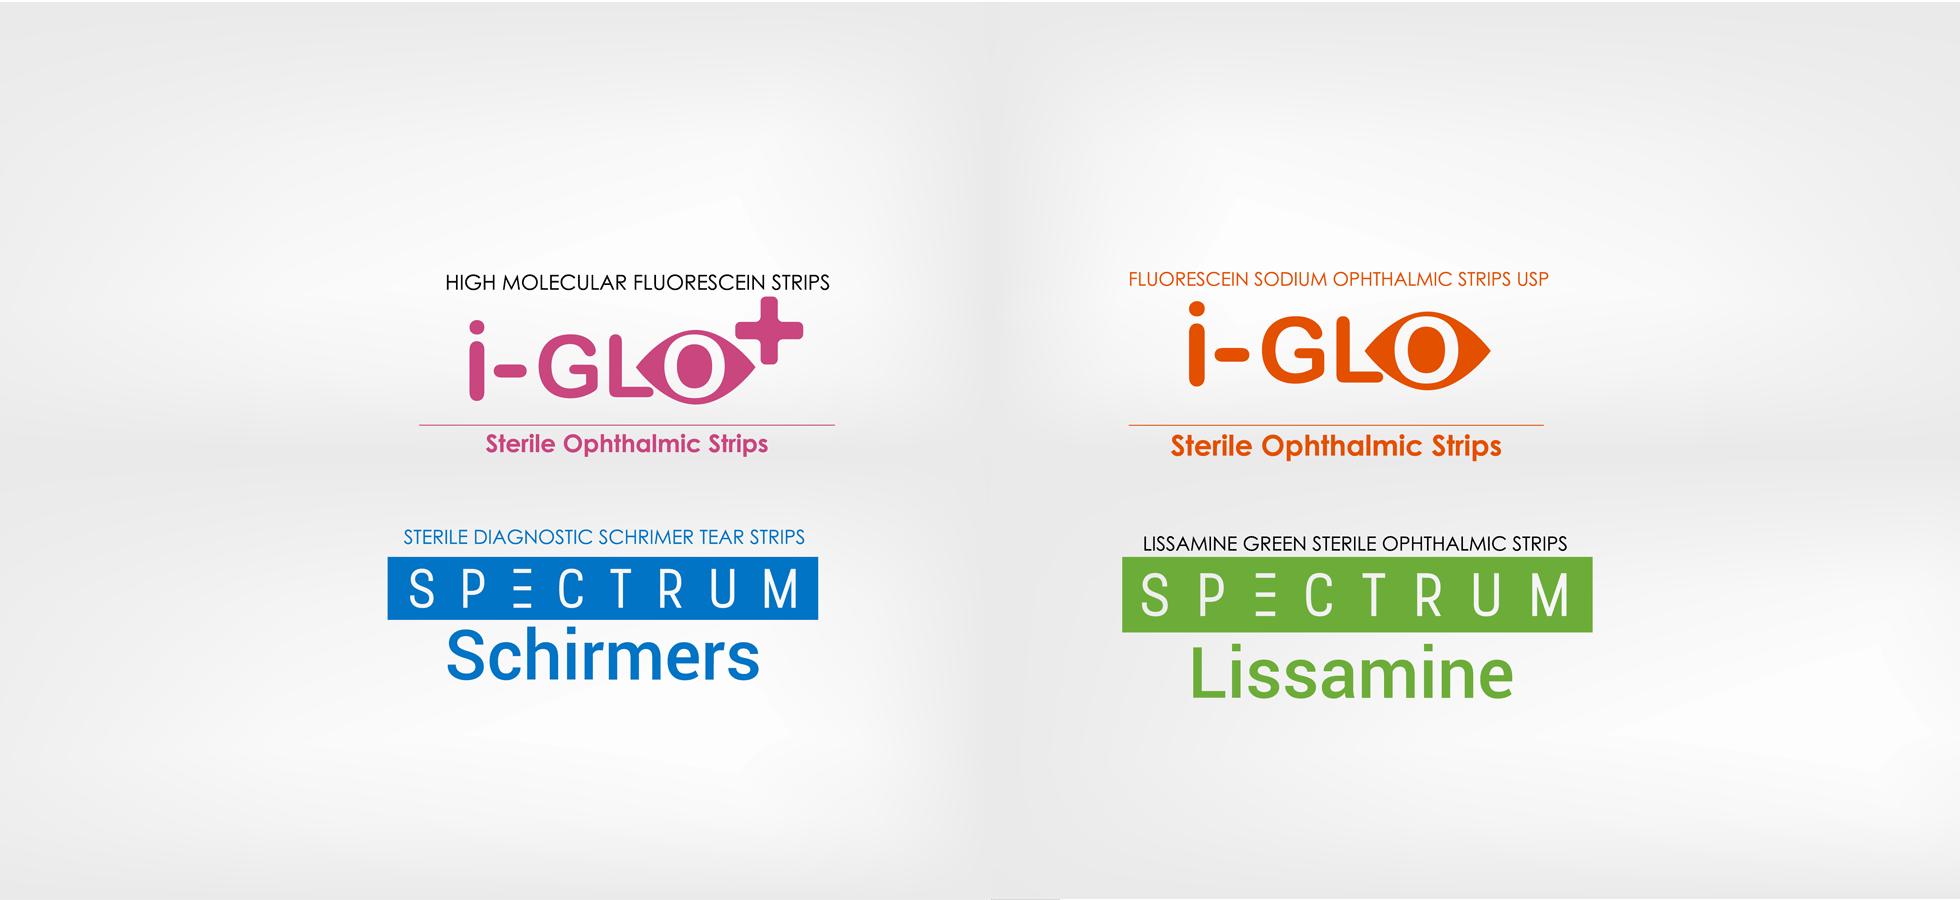 HIGH MOLECULAR FLUORESCEIN STRIPS
i-GLO+
Sterile Ophthalmic Strips
FLUORESCEIN SODIUM OPHTHALMIC STRIPS USP
i-GLO
Sterile Ophthalmic Strips
STERILE DIAGNOSTIC SCHRIMER TEAR STRIPS
SPECTRUM
Schirmers
LISSAMINE GREEN STERILE OPHTHALMIC STRIPS
SPECTRUM
Lissamine